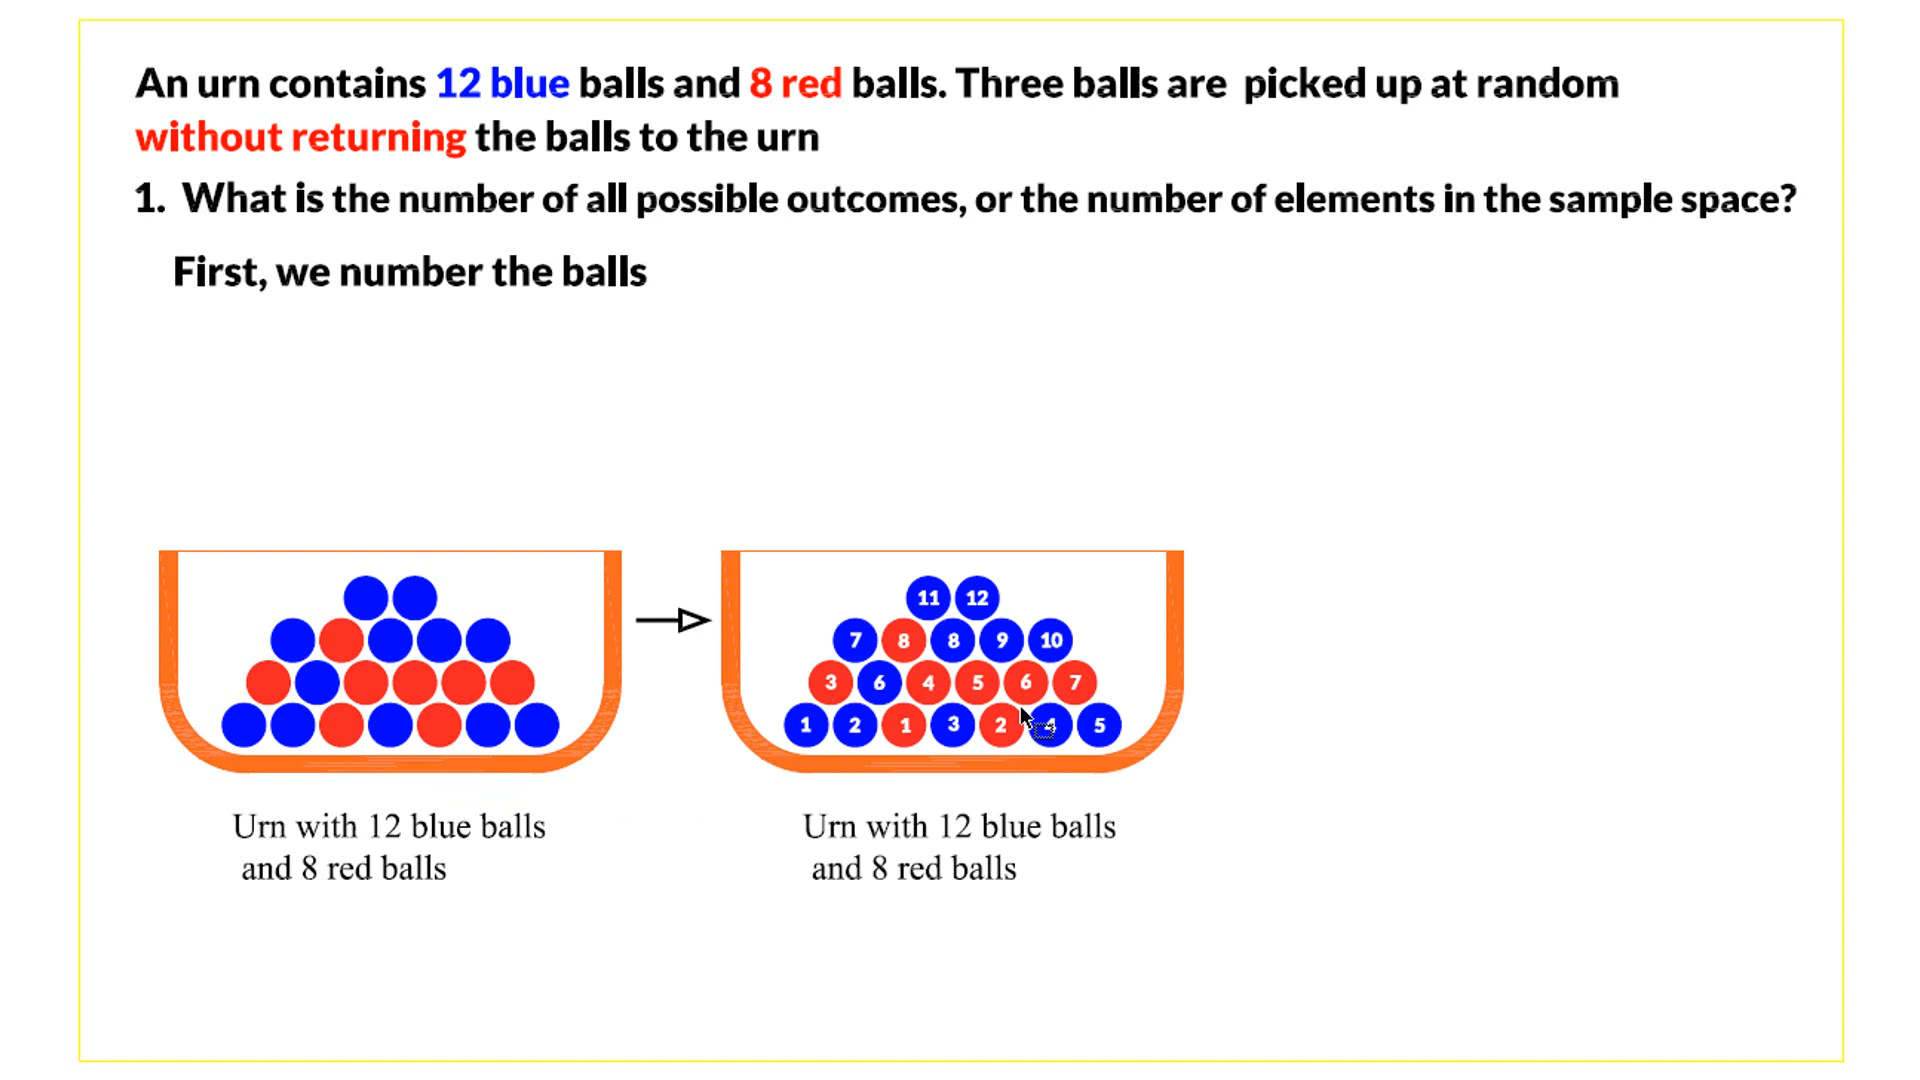 An urn contains 12 blue balls and 8 red balls. Three balls are picked up at random
without returning the balls to the urn
1. What is the number of all possible outcomes, or the number of elements in the sample space?
First, we number the balls
11 12
7 8 8 9 10
3 6 4 5 6 7
1 2 1 3 2 4 5
Urn with 12 blue balls
and 8 red balls
Urn with 12 blue balls
and 8 red balls